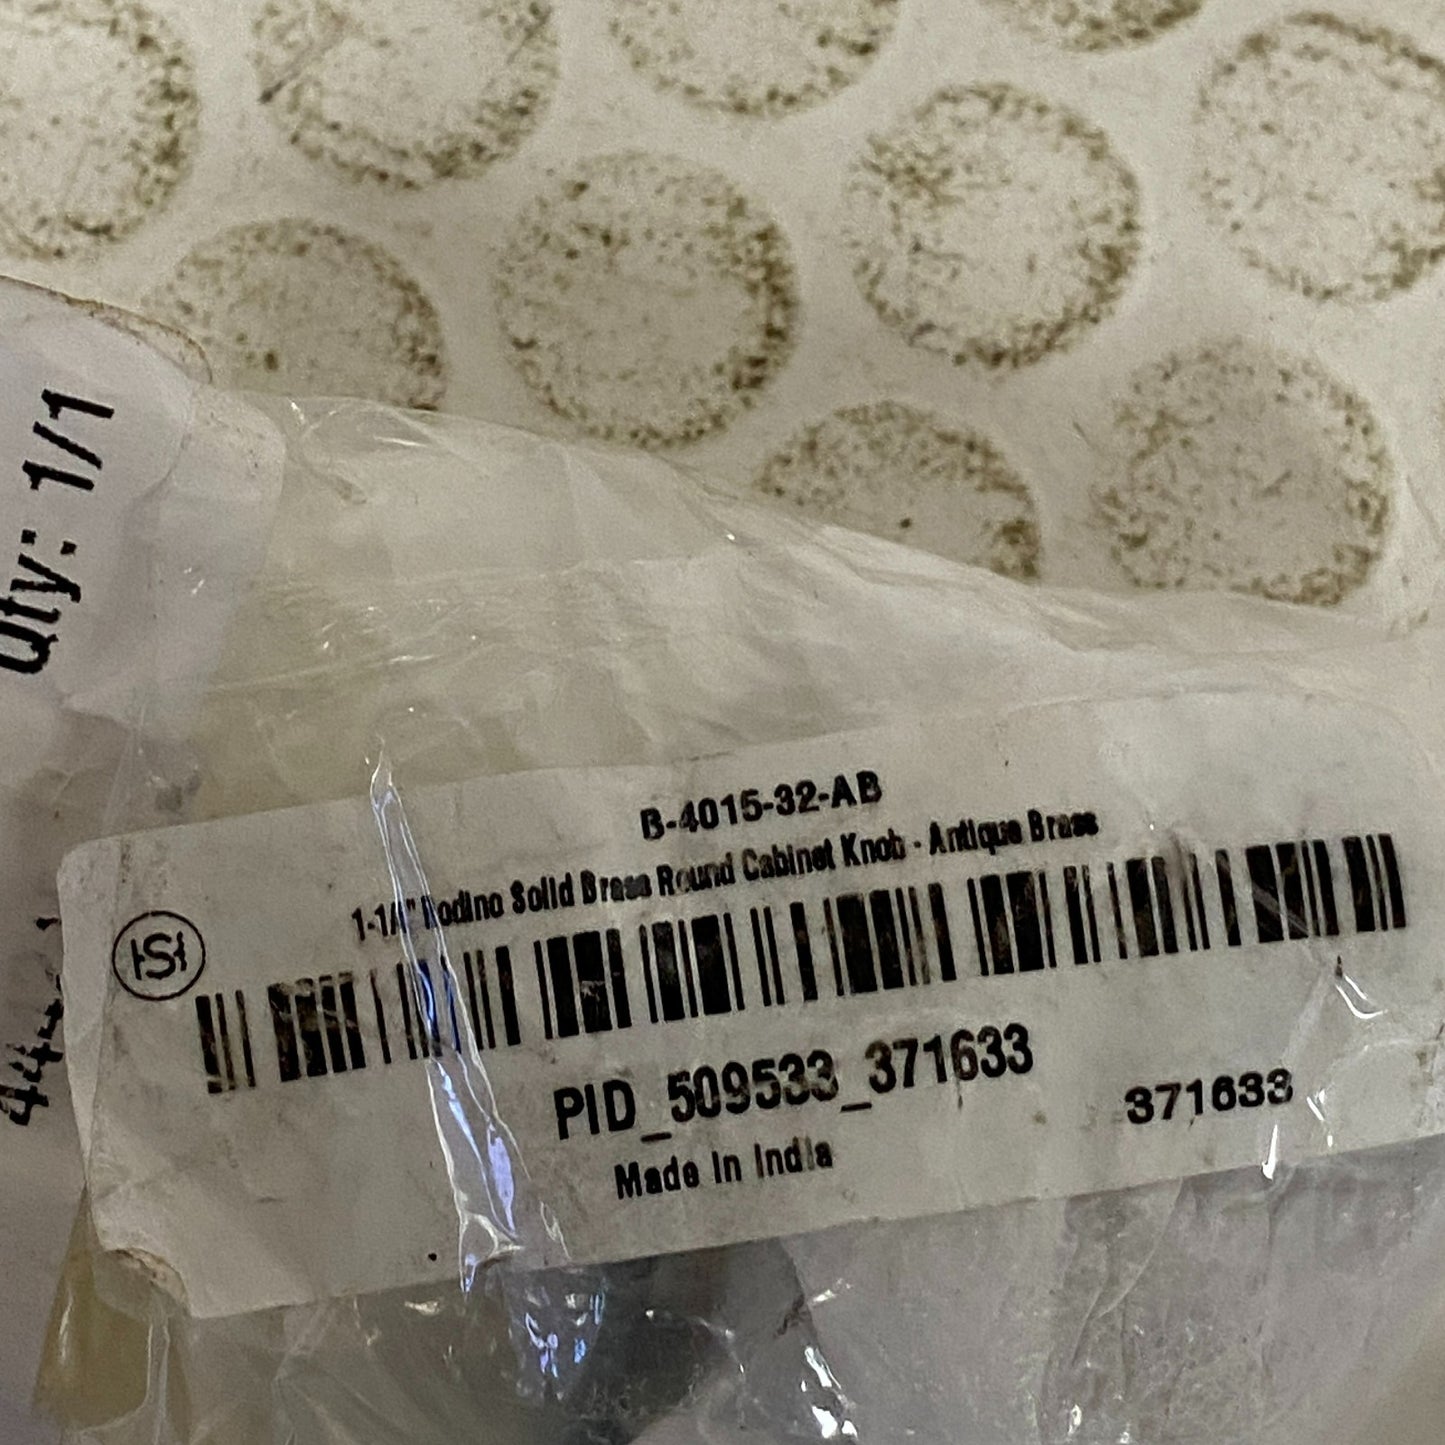 Qty: 1/1
B-4015-32-AB
1-1/4" Bodino Solid Brass Round Cabinet Knob - Antique Brass
PID_509533_371633
371633
Made in India